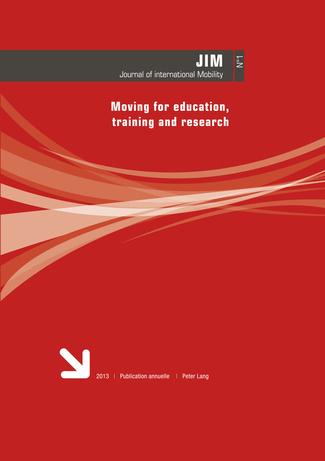 JIM
Journal of international Mobility
N°1
Moving for education,
training and research
2013 | Publication annuelle | Peter Lang